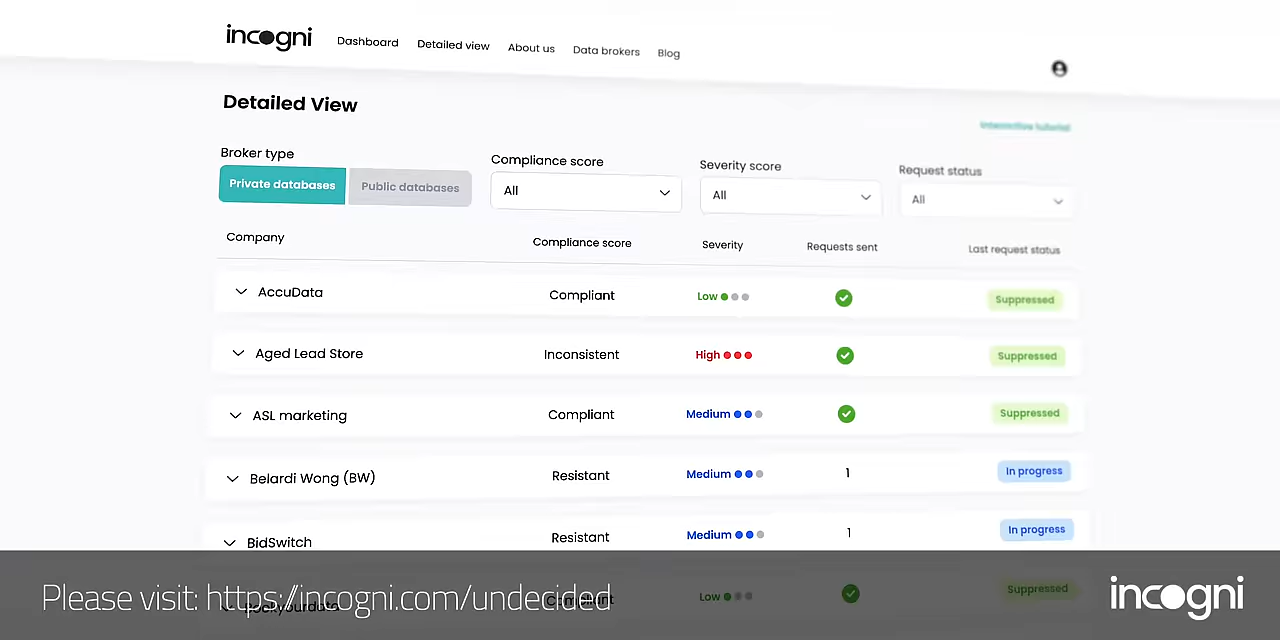 incogni Dashboard Detailed view About us Data brokers Blog
Detailed View
Interactive tutorial
Broker type Compliance score Severity score Request status
Private databases Public databases All All All
Company Compliance score Severity Requests sent Last request status
AccuData Compliant Low Suppressed
Aged Lead Store Inconsistent High Suppressed
ASL marketing Compliant Medium Suppressed
Belardi Wong (BW) Resistant Medium 1 In progress
BidSwitch Resistant Medium 1 In progress
Compliant Low Suppressed
Please visit: https://incogni.com/undecided
incogni